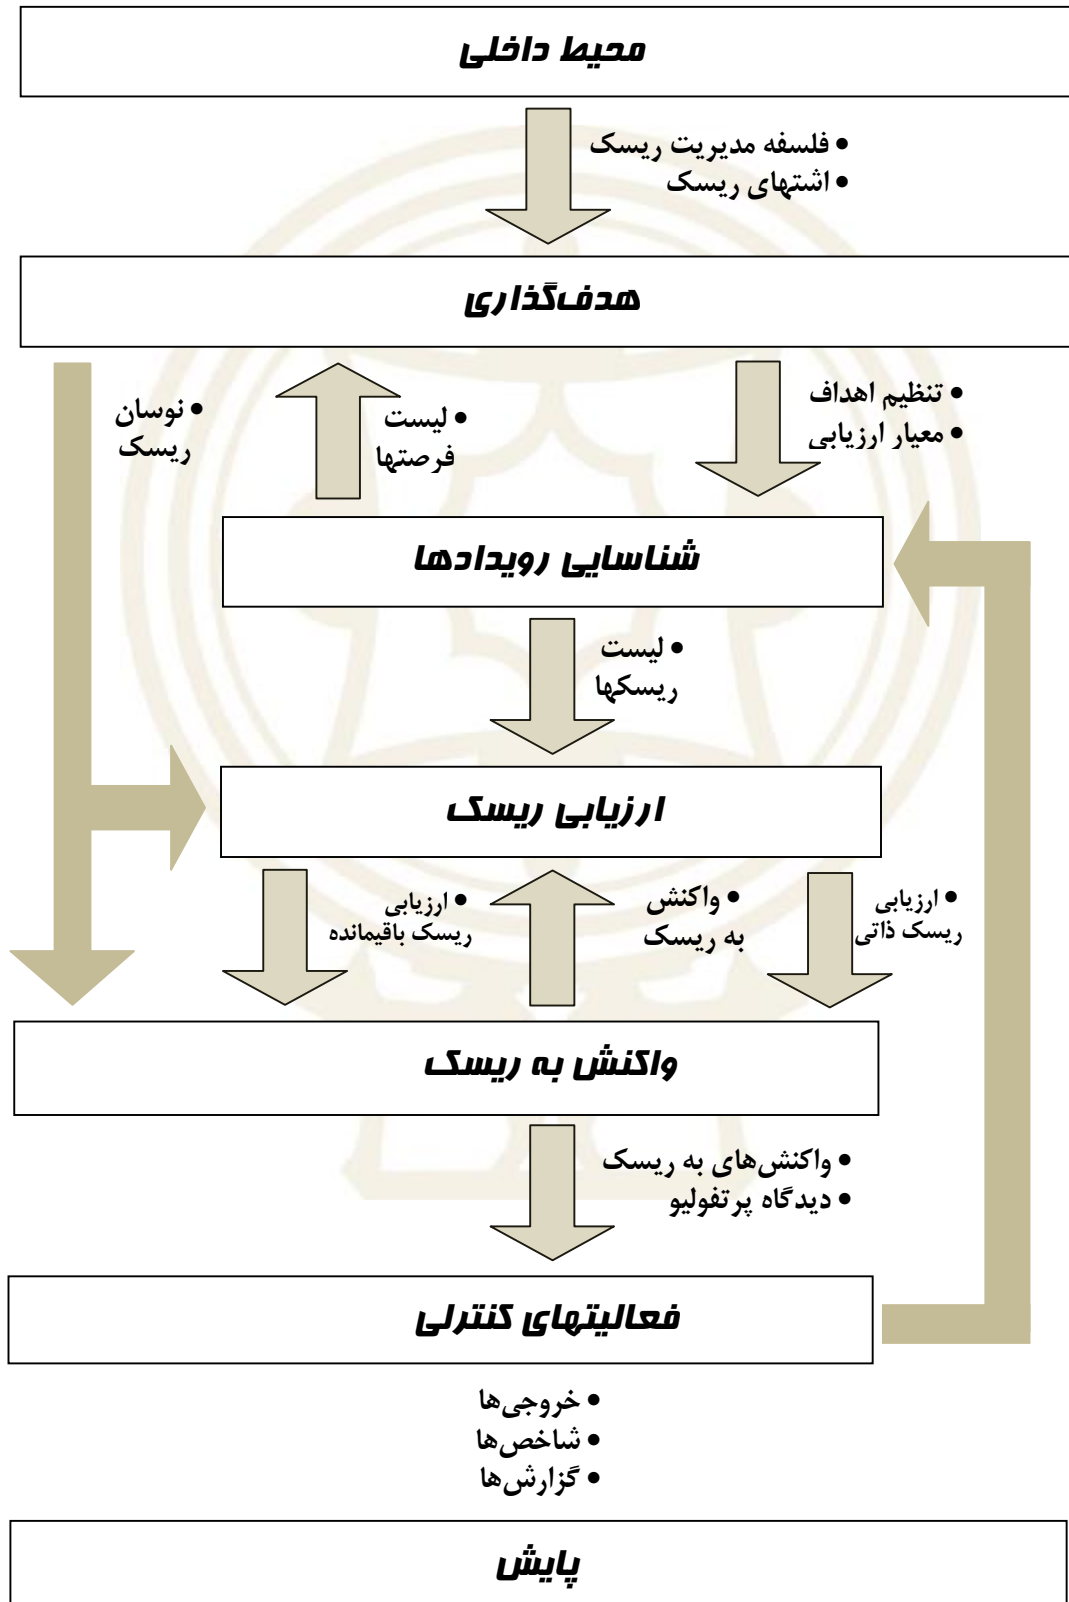 محیط داخلی
• فلسفه مدیریت ریسک
• اشتهای ریسک
هدف‌گذاری
• تنظیم اهداف
• معیار ارزیابی
• لیست
فرصتها
• نوسان
ریسک
شناسایی رویدادها
• لیست
ریسکها
ارزیابی ریسک
• ارزیابی
ریسک ذاتی
• واکنش
به ریسک
• ارزیابی
ریسک باقیمانده
واکنش به ریسک
• واکنش‌های به ریسک
• دیدگاه پرتفولیو
فعالیتهای کنترلی
• خروجی‌ها
• شاخص‌ها
• گزارش‌ها
پایش